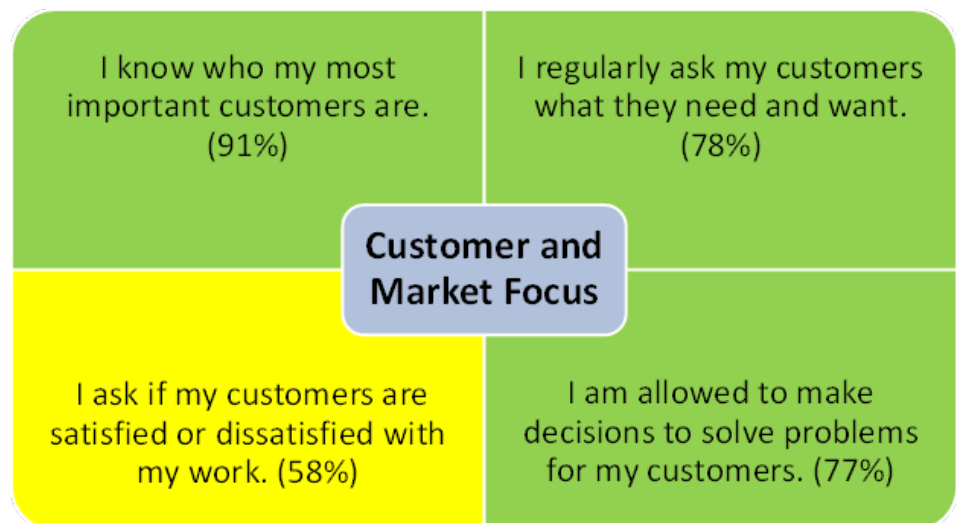 I know who my most
important customers are.
(91%)
I regularly ask my customers
what they need and want.
(78%)
Customer and
Market Focus
I ask if my customers are
satisfied or dissatisfied with
my work. (58%)
I am allowed to make
decisions to solve problems
for my customers. (77%)